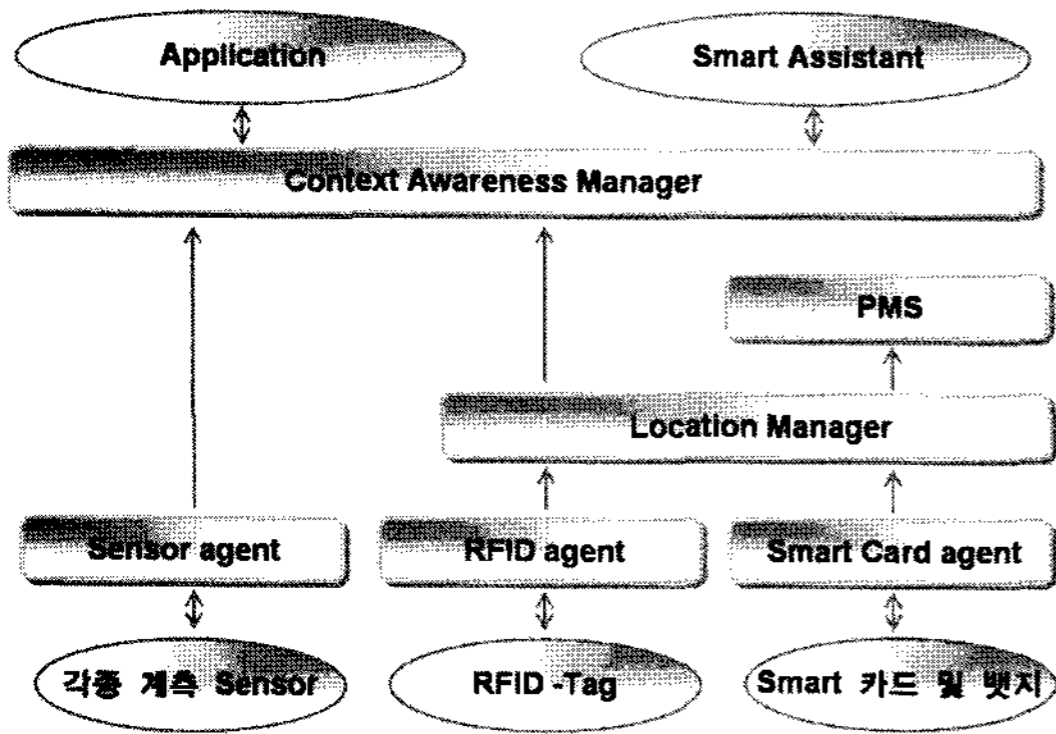 Application
Smart Assistant
Context Awareness Manager
PMS
Location Manager
Sensor agent
RFID agent
Smart Card agent
각종 계측 Sensor
RFID -Tag
Smart 카드 및 뱃지